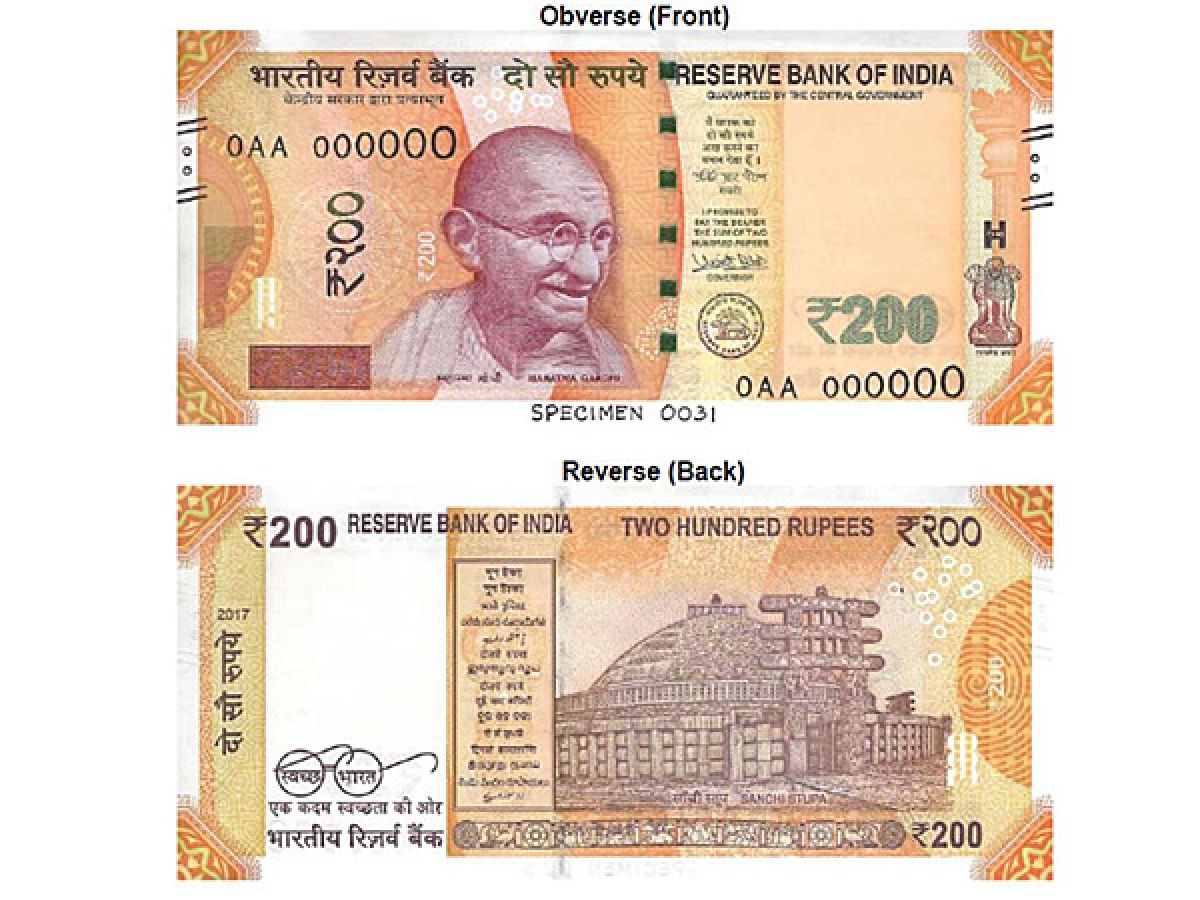 Obverse (Front)
भारतीय रिज़र्व बैंक दो सौ रुपये RESERVE BANK OF INDIA
केन्द्रीय सरकार द्वारा प्रत्याभूत
GUARANTEED BY THE CENTRAL GOVERNMENT
0AA 000000
मैं धारक को
दो सौ रुपये
अदा करने का
वचन देता हूँ ।
₹२००
₹200
I PROMISE TO
PAY THE BEARER
THE SUM OF TWO
HUNDRED RUPEES
GOVERNOR
₹200
महात्मा गांधी MAHATMA GANDHI
0AA 000000
SPECIMEN 0031
Reverse (Back)
₹200 RESERVE BANK OF INDIA TWO HUNDRED RUPEES ₹२००
2017
दो सौ रुपये
₹200
स्वच्छ भारत
एक कदम स्वच्छता की ओर
भारतीय रिज़र्व बैंक
सांची स्तूप SANCHI STUPA
₹200